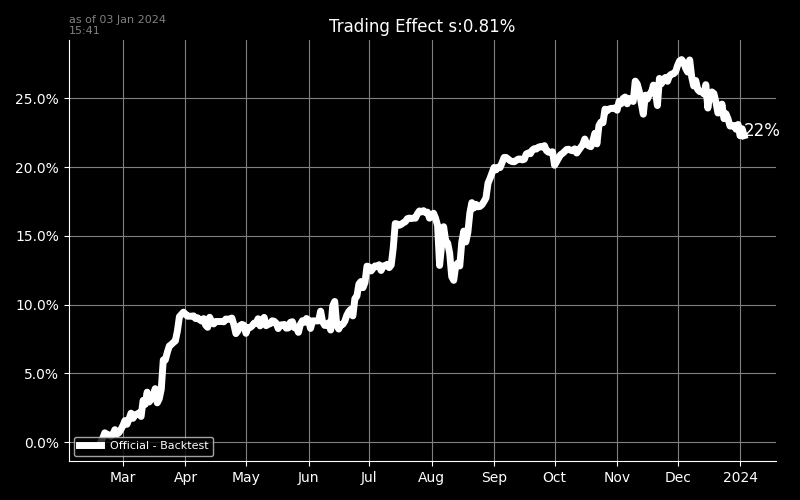 as of 03 Jan 2024
15:41
Trading Effect s:0.81%
25.0%
20.0%
15.0%
10.0%
5.0%
0.0%
22%
Official - Backtest
Mar Apr May Jun Jul Aug Sep Oct Nov Dec 2024